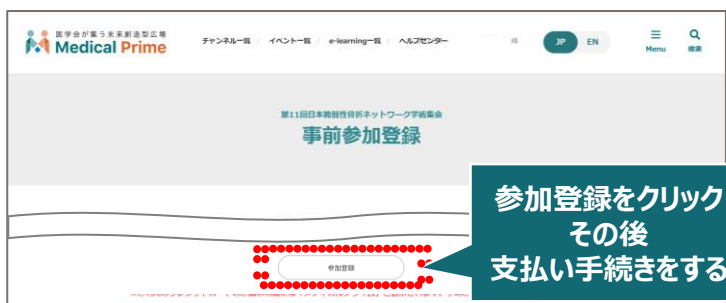 医学会が集う未来創造型広場
Medical Prime
チャンネル一覧 / イベント一覧 / e-learning一覧 / ヘルプセンター
様
JP EN
Menu
検索
第11回日本脆弱性骨折ネットワーク学術集会
事前参加登録
参加登録をクリック
その後
支払い手続きをする
参加登録